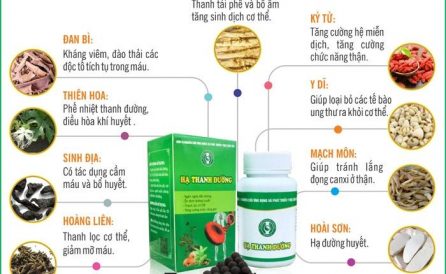 Thanh tái phế và bổ âm
tăng sinh dịch cơ thể.
ĐAN BÌ:
Kháng viêm, đào thải các
độc tố tích tụ trong máu.
THIÊN HOA:
Phế nhiệt thanh đường,
điều hòa khí huyết .
SINH ĐỊA:
Có tác dụng cầm
máu và bổ huyết.
HOÀNG LIÊN:
Thanh lọc cơ thể,
giảm mỡ máu.
KỶ TỬ:
Tăng cường hệ miễn
dịch, tăng cường
chức năng thận.
Ý DĨ:
Giúp loại bỏ các tế bào
ung thư ra khỏi cơ thể.
MẠCH MÔN:
Giúp tránh lắng
đọng canxi ở thận.
HOÀI SƠN:
Hạ đường huyết.
HẠ THANH ĐƯỜNG
HẠ THANH ĐƯỜNG